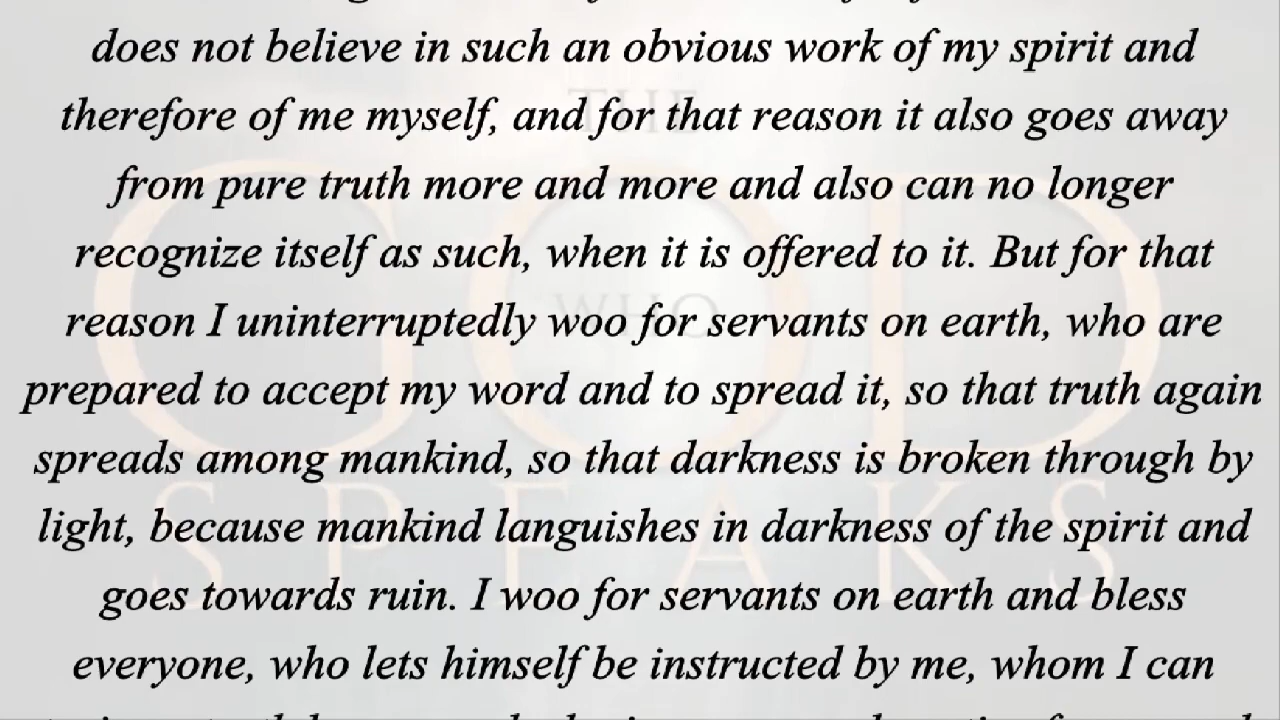 does not believe in such an obvious work of my spirit and
therefore of me myself, and for that reason it also goes away
from pure truth more and more and also can no longer
recognize itself as such, when it is offered to it. But for that
reason I uninterruptedly woo for servants on earth, who are
prepared to accept my word and to spread it, so that truth again
spreads among mankind, so that darkness is broken through by
light, because mankind languishes in darkness of the spirit and
goes towards ruin. I woo for servants on earth and bless
everyone, who lets himself be instructed by me, whom I can
THE
GOD
WHO
SPEAKS